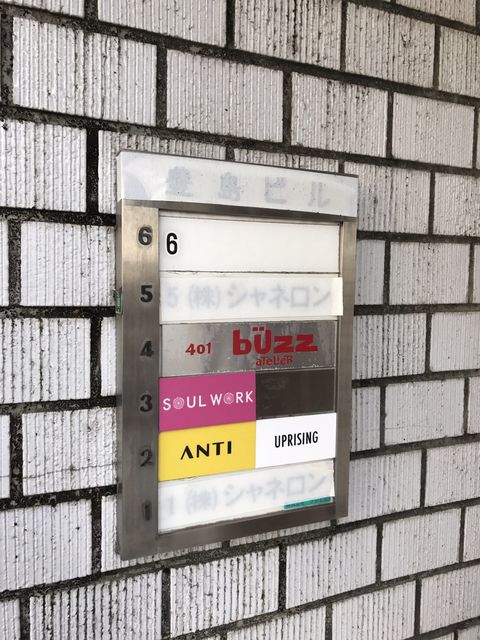 豊島ビル
6 6
5 5 (株)シャネロン
4 401 büzz
atelier
3 SOUL WORK
2 ANTI UPRISING
1 1 (株)シャネロン